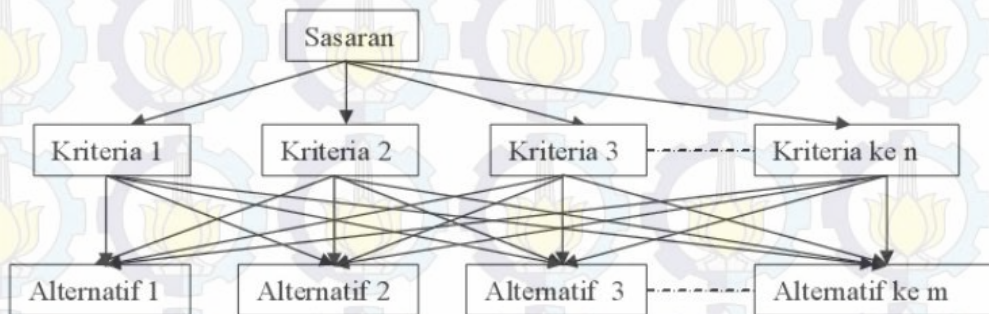 Sasaran
Kriteria 1 Kriteria 2 Kriteria 3 Kriteria ke n
Alternatif 1 Alternatif 2 Alternatif 3 Alternatif ke m